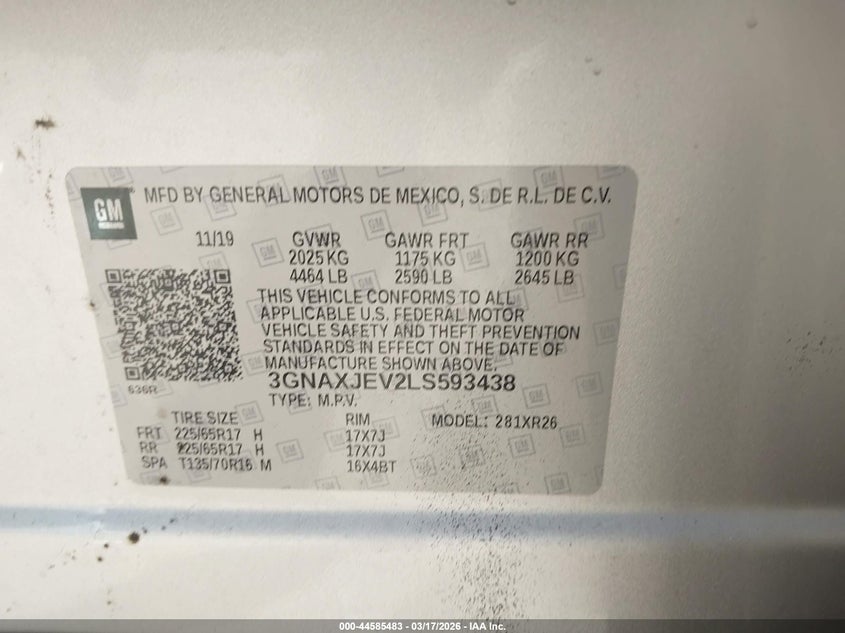 GM
MFD BY GENERAL MOTORS DE MEXICO, S. DE R.L. DE C.V.
11/19 GVWR GAWR FRT GAWR RR
2025 KG 1175 KG 1200 KG
4464 LB 2590 LB 2645 LB
THIS VEHICLE CONFORMS TO ALL
APPLICABLE U.S. FEDERAL MOTOR
VEHICLE SAFETY AND THEFT PREVENTION
STANDARDS IN EFFECT ON THE DATE OF
MANUFACTURE SHOWN ABOVE.
636R
3GNAXJEV2LS593438
TYPE: M.P.V.
TIRE SIZE RIM MODEL: 281XR26
FRT 225/65R17 H 17X7J
RR 225/65R17 H 17X7J
SPA T135/70R16 M 16X4BT
000-44585483 - 03/17/2026 - IAA Inc.